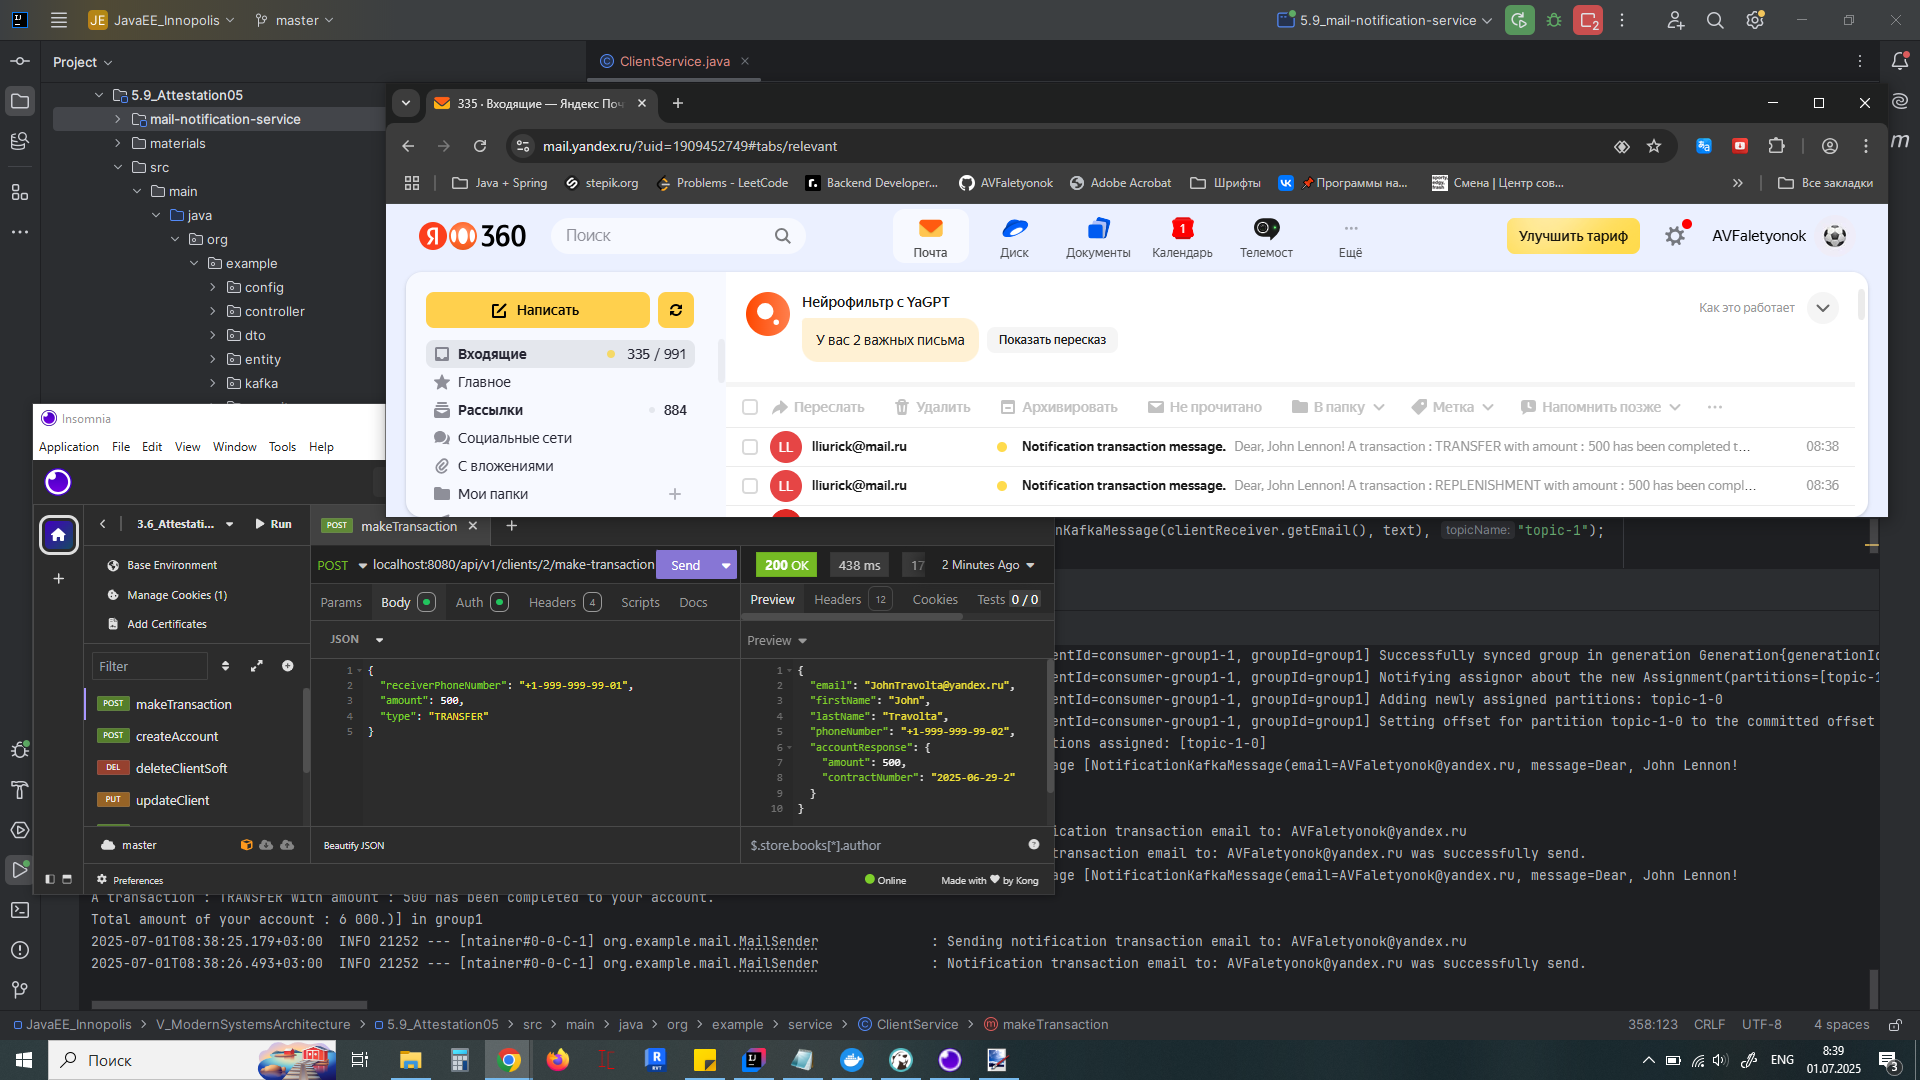 JE JavaEE_Innopolis
master
5.9_mail-notification-service
2
Project
ClientService.java
5.9_Attestation05
mail-notification-service
materials
src
main
java
org
example
config
controller
dto
entity
kafka
335 · Входящие — Яндекс Поч
mail.yandex.ru/?uid=1909452749#tabs/relevant
Java + Spring
stepik.org
Problems - LeetCode
Backend Developer...
AVFaletyonok
Adobe Acrobat
Шрифты
Программы на...
Смена | Центр сов...
Все закладки
Я 360
Поиск
Почта
Диск
Документы
1
Календарь
Телемост
Ещё
Улучшить тариф
AVFaletyonok
Написать
Входящие 335 / 991
Главное
Рассылки 884
Социальные сети
С вложениями
Мои папки
Нейрофильтр с YaGPT
Как это работает
У вас 2 важных письма
Показать пересказ
Переслать
Удалить
Архивировать
Не прочитано
В папку
Метка
Напомнить позже
LL lliurick@mail.ru Notification transaction message. Dear, John Lennon! A transaction : TRANSFER with amount : 500 has been completed t... 08:38
LL lliurick@mail.ru Notification transaction message. Dear, John Lennon! A transaction : REPLENISHMENT with amount : 500 has been compl... 08:36
Insomnia
Application File Edit View Window Tools Help
3.6_Attestati...
Run
POST makeTransaction
Base Environment
Manage Cookies (1)
Add Certificates
Filter
POST makeTransaction
POST createAccount
DEL deleteClientSoft
PUT updateClient
master
Preferences
POST localhost:8080/api/v1/clients/2/make-transaction
Send
200 OK
438 ms
17
2 Minutes Ago
Params Body Auth Headers 4 Scripts Docs
Preview Headers 12 Cookies Tests 0 / 0
JSON
Preview
1 {
2 "receiverPhoneNumber": "+1-999-999-99-01",
3 "amount": 500,
4 "type": "TRANSFER"
5 }
1 {
2 "email": "JohnTravolta@yandex.ru",
3 "firstName": "John",
4 "lastName": "Travolta",
5 "phoneNumber": "+1-999-999-99-02",
6 "accountResponse": {
7 "amount": 500,
8 "contractNumber": "2025-06-29-2"
9 }
10 }
Beautify JSON
$.store.books[*].author
Online
Made with by Kong
nKafkaMessage(clientReceiver.getEmail(), text), topicName: "topic-1");
entId=consumer-group1-1, groupId=group1] Successfully synced group in generation Generation{generationId
entId=consumer-group1-1, groupId=group1] Notifying assignor about the new Assignment(partitions=[topic-1
entId=consumer-group1-1, groupId=group1] Adding newly assigned partitions: topic-1-0
entId=consumer-group1-1, groupId=group1] Setting offset for partition topic-1-0 to the committed offset
tions assigned: [topic-1-0]
age [NotificationKafkaMessage(email=AVFaletyonok@yandex.ru, message=Dear, John Lennon!
ication transaction email to: AVFaletyonok@yandex.ru
transaction email to: AVFaletyonok@yandex.ru was successfully send.
age [NotificationKafkaMessage(email=AVFaletyonok@yandex.ru, message=Dear, John Lennon!
A transaction : TRANSFER with amount : 500 has been completed to your account.
Total amount of your account : 6 000.)] in group1
2025-07-01T08:38:25.179+03:00 INFO 21252 --- [ntainer#0-0-C-1] org.example.mail.MailSender : Sending notification transaction email to: AVFaletyonok@yandex.ru
2025-07-01T08:38:26.493+03:00 INFO 21252 --- [ntainer#0-0-C-1] org.example.mail.MailSender : Notification transaction email to: AVFaletyonok@yandex.ru was successfully send.
JavaEE_Innopolis > V_ModernSystemsArchitecture > 5.9_Attestation05 > src > main > java > org > example > service > ClientService > makeTransaction
358:123 CRLF UTF-8 4 spaces
Поиск
ENG
8:39
01.07.2025
3